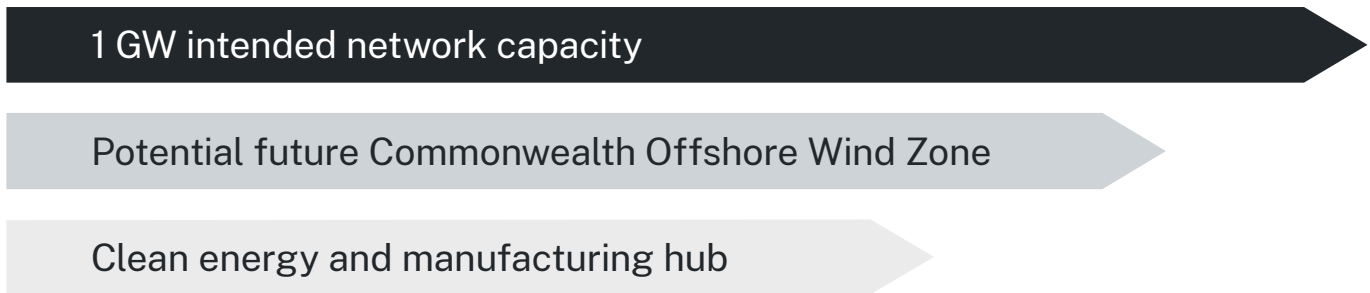 1 GW intended network capacity
Potential future Commonwealth Offshore Wind Zone
Clean energy and manufacturing hub